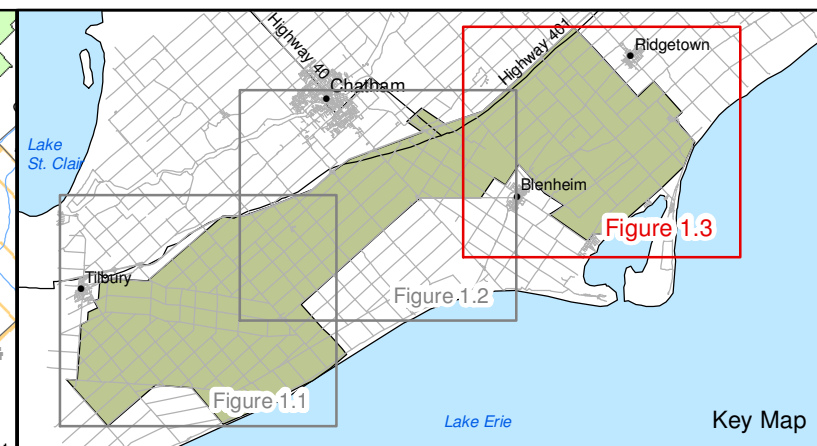 Highway 40
Highway 401
Ridgetown
Chatham
Lake
St. Clair
Blenheim
Figure 1.3
Tilbury
Figure 1.2
Figure 1.1
Lake Erie
Key Map